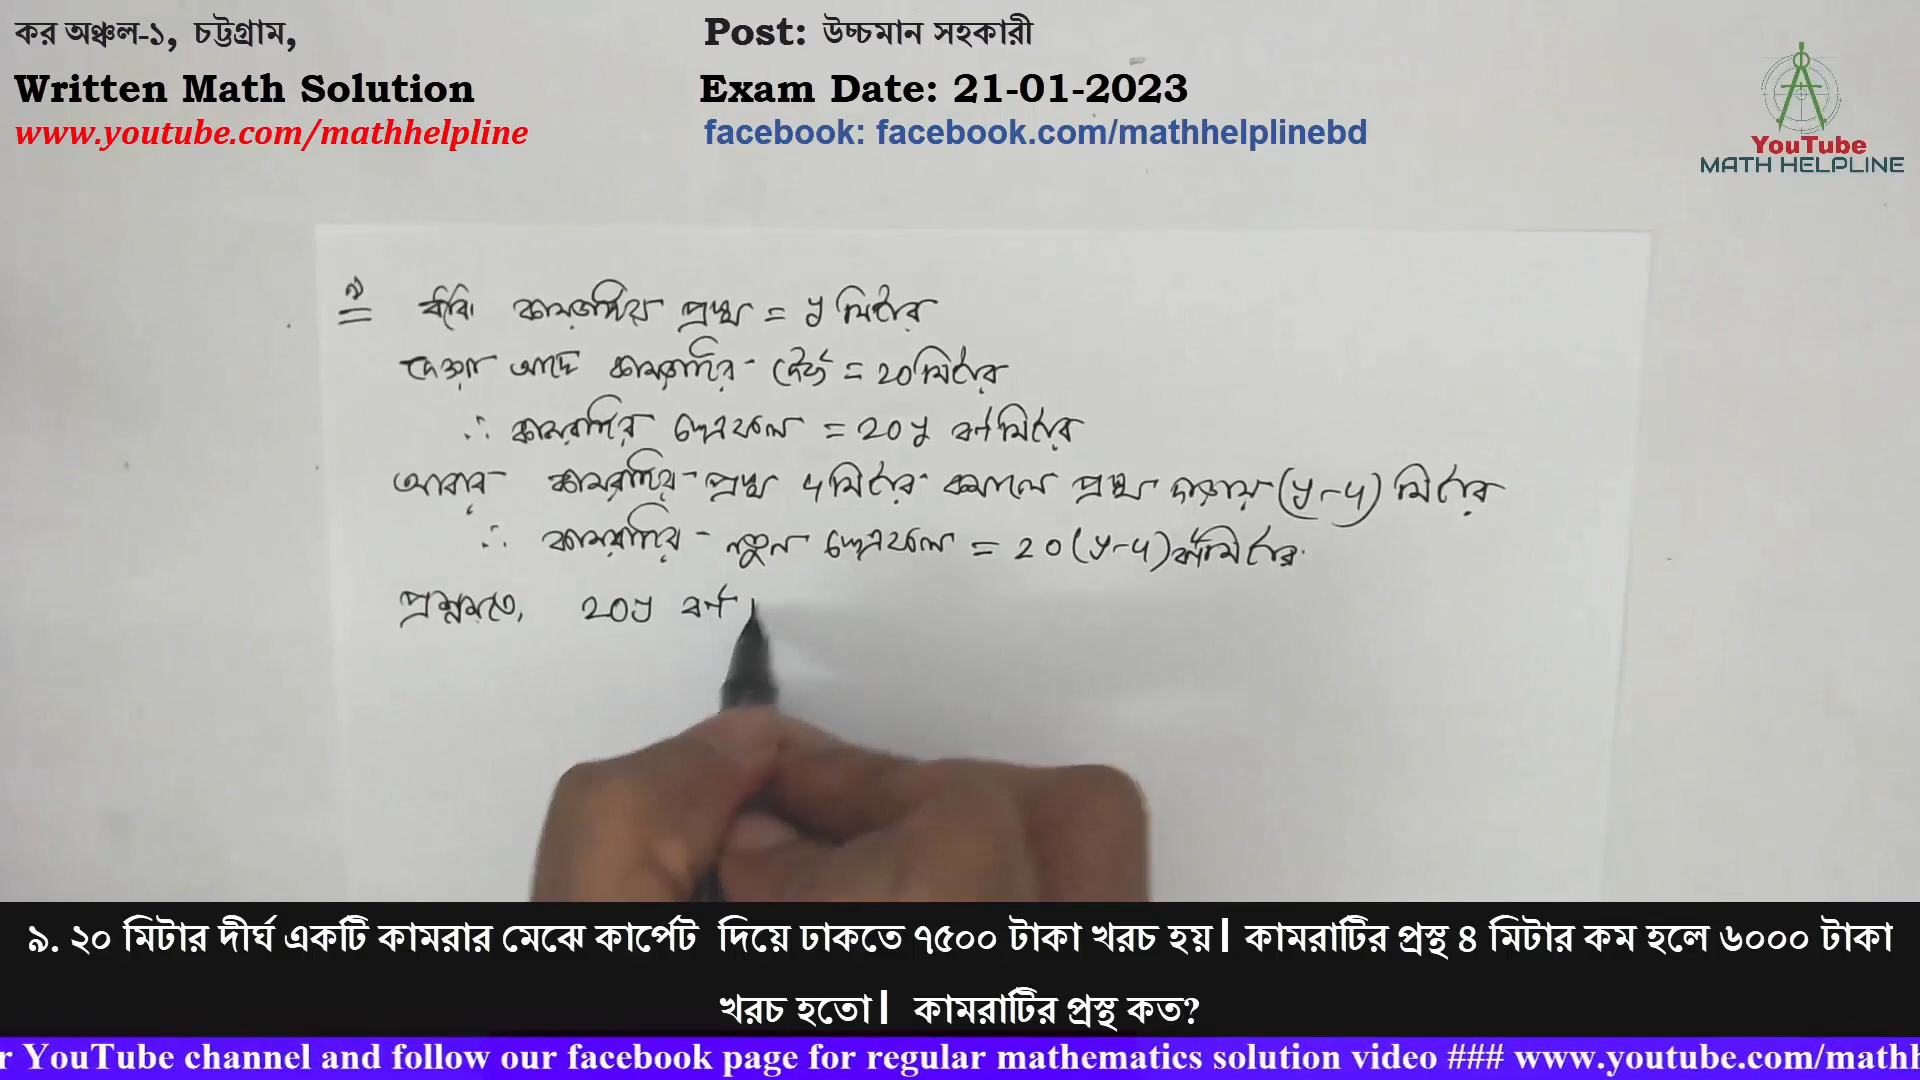 কর অঞ্চল-১, চট্টগ্রাম,
Post: উচ্চমান সহকারী
Written Math Solution
Exam Date: 21-01-2023
www.youtube.com/mathhelpline
facebook: facebook.com/mathhelplinebd
YouTube
MATH HELPLINE
৯
ধরি কামরাটির প্রস্থ = y মিটার
দেওয়া আছে কামরাটির দৈর্ঘ্য = 20 মিটার
∴ কামরাটির ক্ষেত্রফল = 20y বর্গমিটার
আবার কামরাটির প্রস্থ 4 মিটার কমালে প্রস্থ দাড়ায় (y-4) মিটার
∴ কামরাটির নতুন ক্ষেত্রফল = 20(y-4) বর্গমিটার
প্রশ্নমতে, 20y বর্গ
৯. ২০ মিটার দীর্ঘ একটি কামরার মেঝে কার্পেট দিয়ে ঢাকতে ৭৫০০ টাকা খরচ হয়। কামরাটির প্রস্থ ৪ মিটার কম হলে ৬০০০ টাকা
খরচ হতো। কামরাটির প্রস্থ কত?
r YouTube channel and follow our facebook page for regular mathematics solution video ### www.youtube.com/mathh